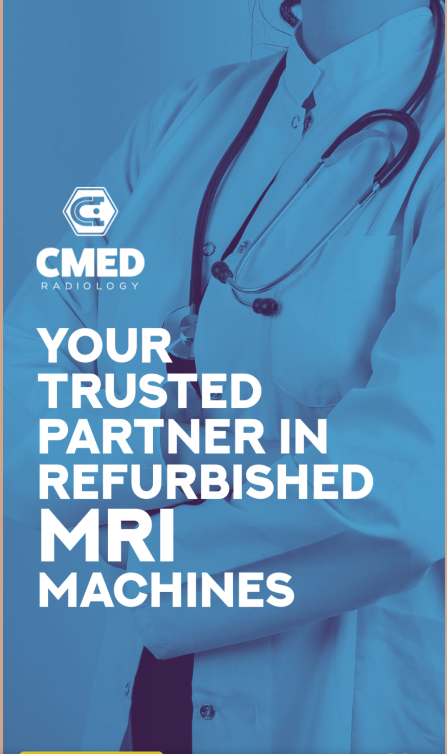 CMED
RADIOLOGY
YOUR
TRUSTED
PARTNER IN
REFURBISHED
MRI
MACHINES